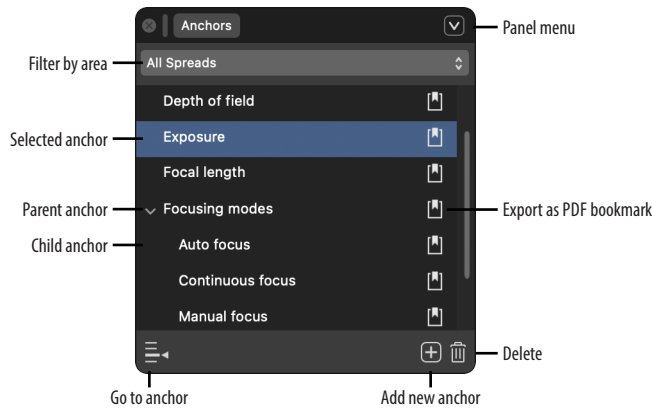 Anchors
Panel menu
Filter by area
All Spreads
Depth of field
Selected anchor
Exposure
Focal length
Parent anchor
Focusing modes
Export as PDF bookmark
Child anchor
Auto focus
Continuous focus
Manual focus
Delete
Go to anchor
Add new anchor